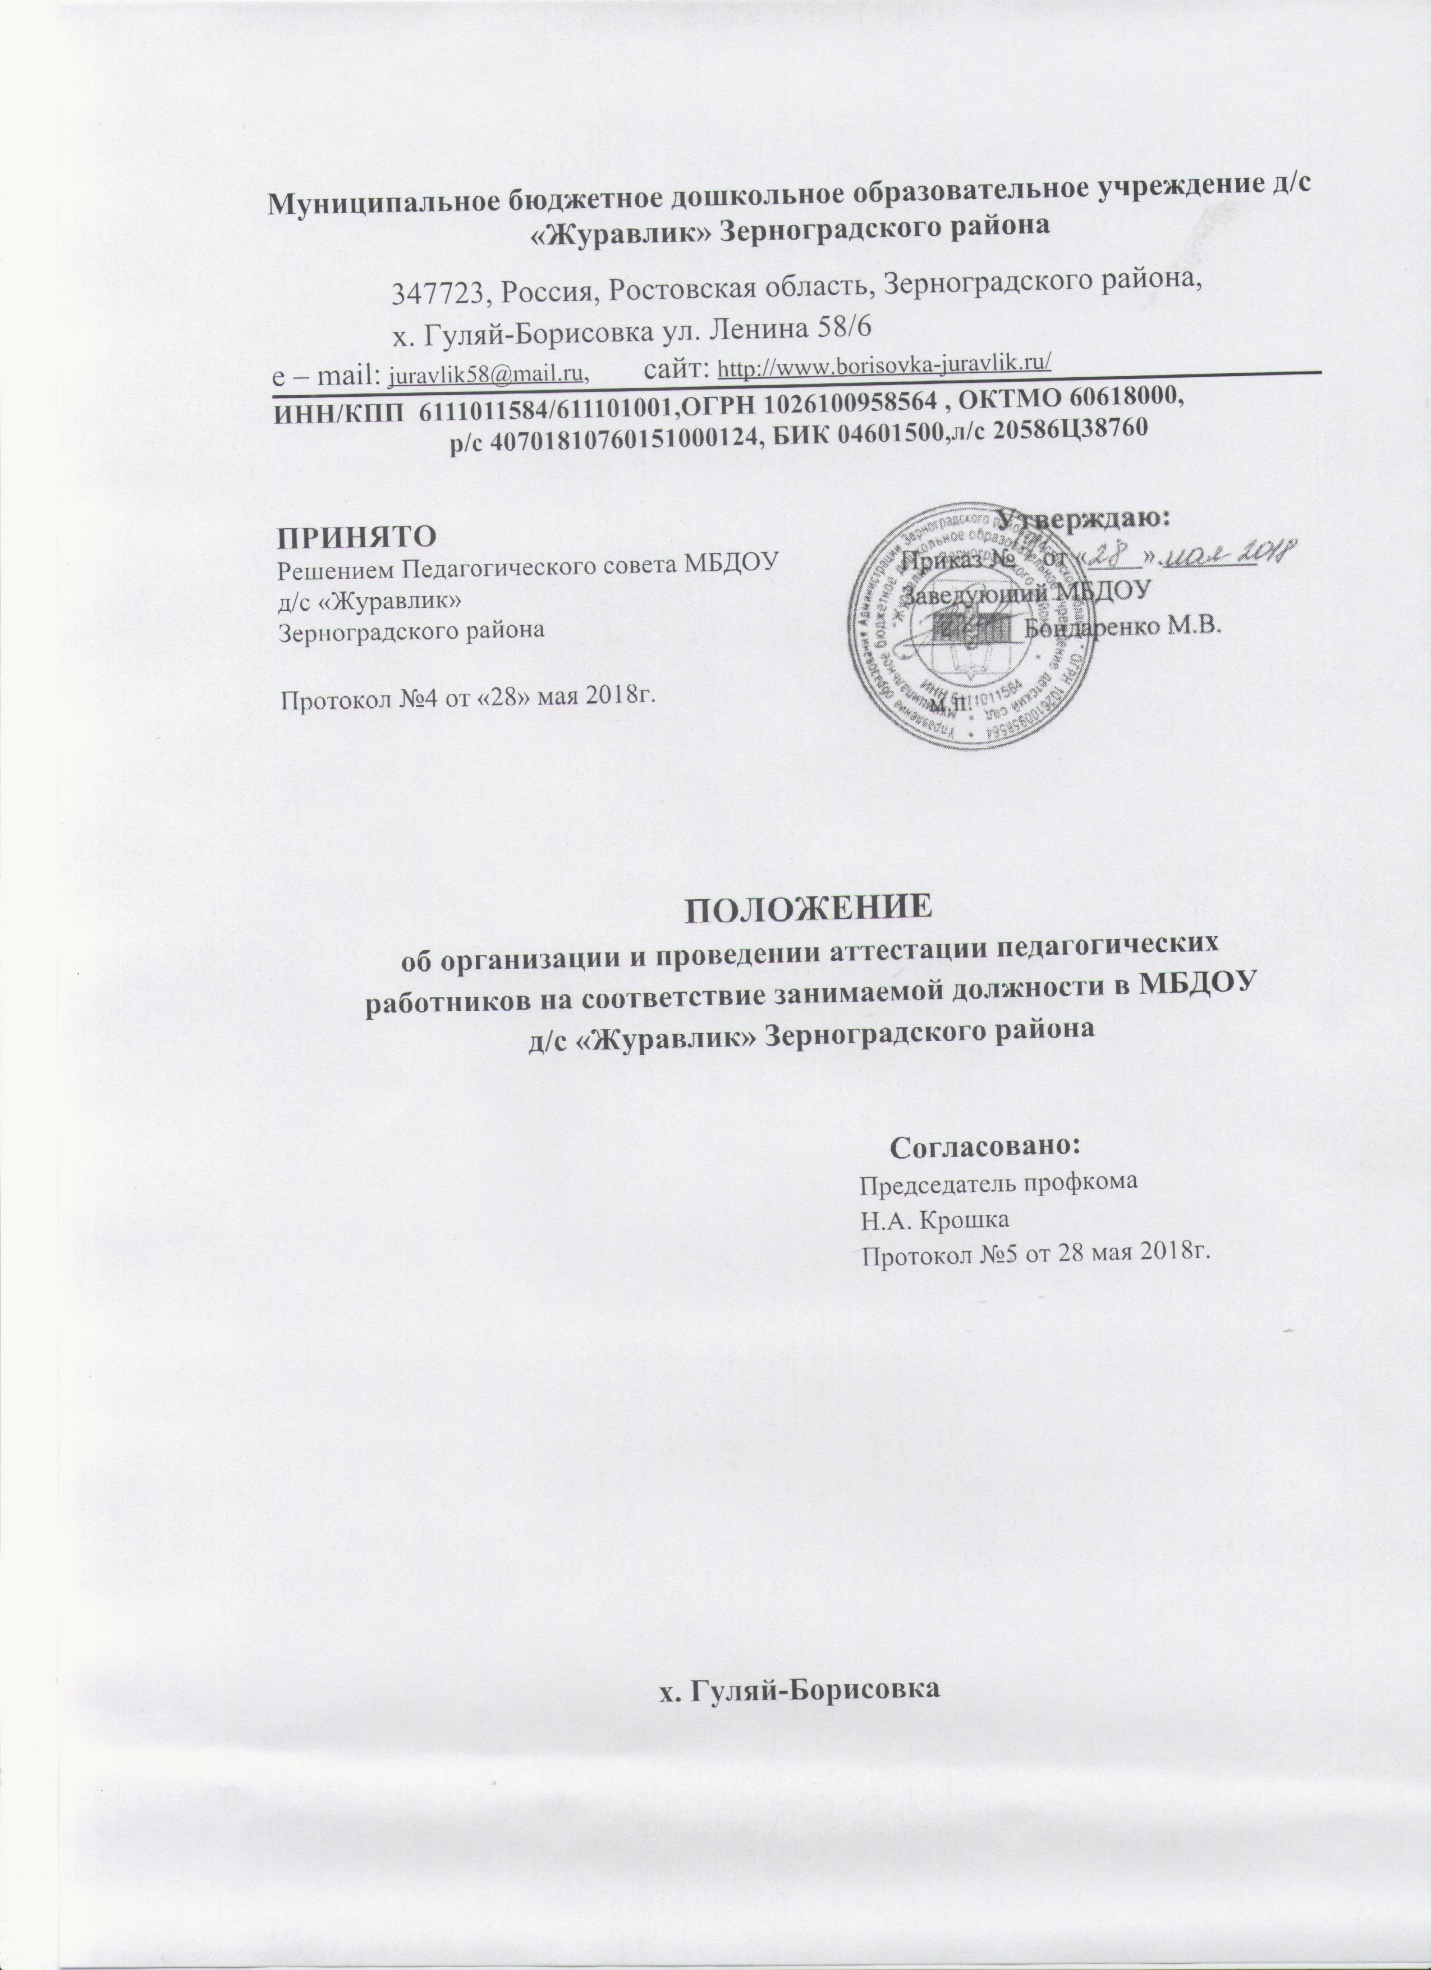 Муниципальное бюджетное дошкольное образовательное учреждение д/с
«Журавлик» Зерноградского района
347723, Россия, Ростовская область, Зерноградского района,
х. Гуляй-Борисовка ул. Ленина 58/6
е – mail: juravlik58@mail.ru, сайт: http://www.borisovka-juravlik.ru/
ИНН/КПП 6111011584/611101001,ОГРН 1026100958564 , ОКТМО 60618000,
р/с 40701810760151000124, БИК 04601500,л/с 20586Ц38760
ПРИНЯТО
Решением Педагогического совета МБДОУ
д/с «Журавлик»
Зерноградского района
Протокол №4 от «28» мая 2018г.
Утверждаю:
Приказ № от «28» мая 2018
Заведующий МБДОУ
Бондаренко М.В.
М.П.
ИНН 6111011584
ПОЛОЖЕНИЕ
об организации и проведении аттестации педагогических
работников на соответствие занимаемой должности в МБДОУ
д/с «Журавлик» Зерноградского района
Согласовано:
Председатель профкома
Н.А. Крошка
Протокол №5 от 28 мая 2018г.
х. Гуляй-Борисовка